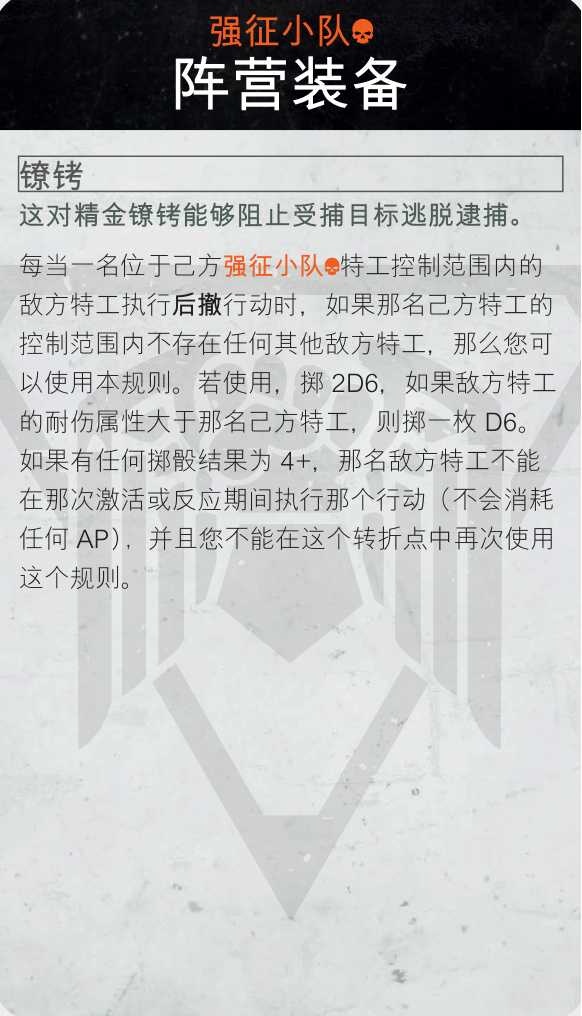 强征小队
阵营装备
镣铐
这对精金镣铐能够阻止受捕目标逃脱逮捕。
每当一名位于己方强征小队特工控制范围内的
敌方特工执行后撤行动时，如果那名己方特工的
控制范围内不存在任何其他敌方特工，那么您可
以使用本规则。若使用，掷 2D6，如果敌方特工
的耐伤属性大于那名己方特工，则掷一枚 D6。
如果有任何掷骰结果为 4+，那名敌方特工不能
在那次激活或反应期间执行那个行动（不会消耗
任何 AP），并且您不能在这个转折点中再次使用
这个规则。